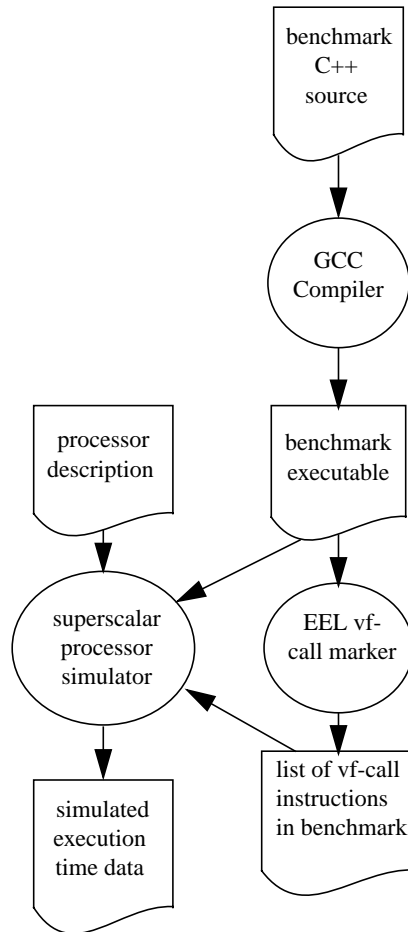 benchmark
C++
source
GCC
Compiler
processor
description
benchmark
executable
superscalar
processor
simulator
EEL vf-
call marker
simulated
execution
time data
list of vf-call
instructions
in benchmark